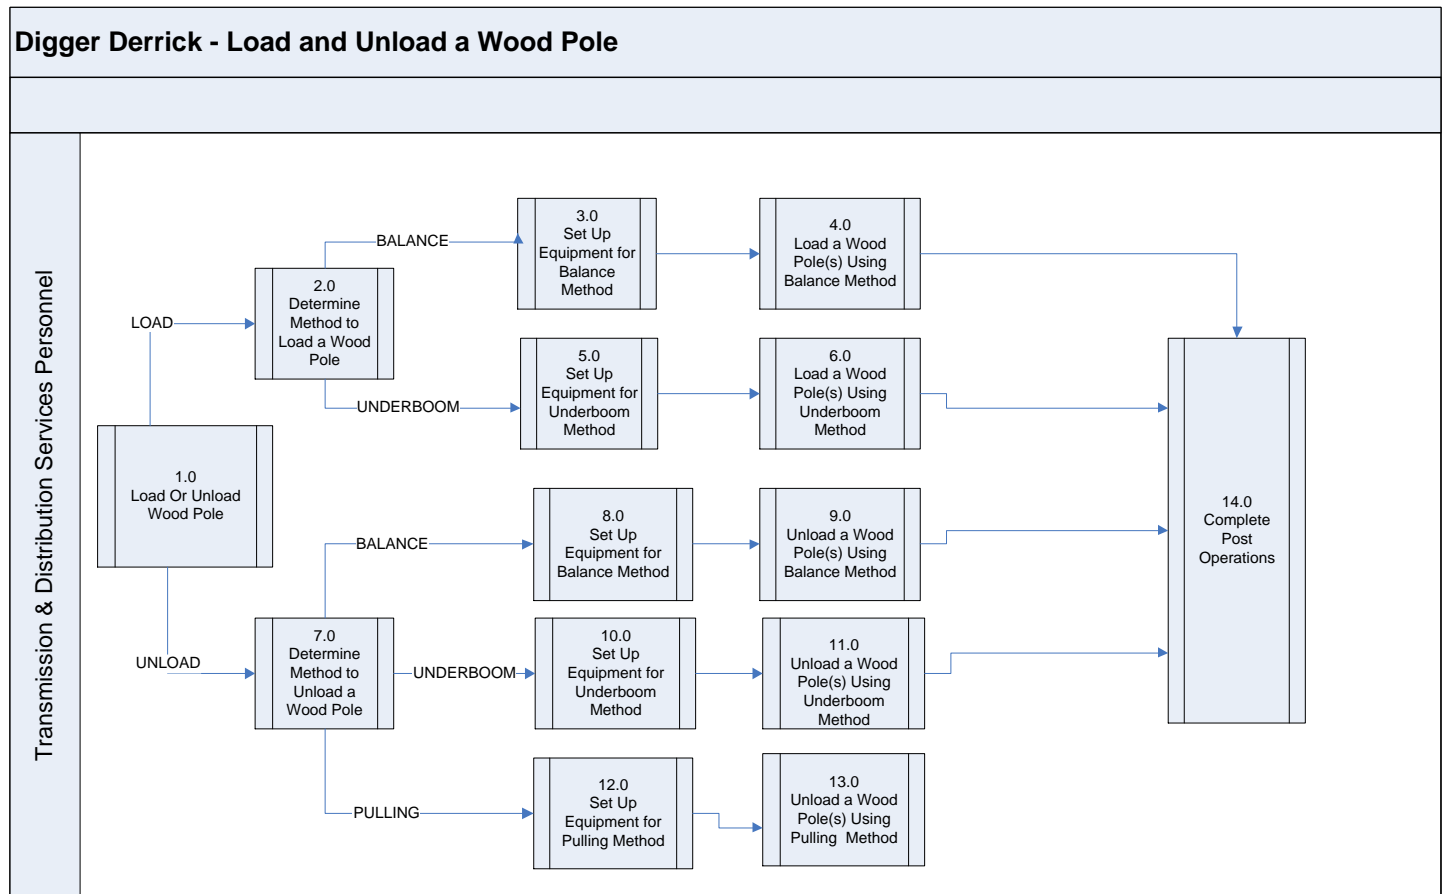 Digger Derrick - Load and Unload a Wood Pole
Transmission & Distribution Services Personnel
1.0
Load Or Unload
Wood Pole
LOAD
2.0
Determine
Method to
Load a Wood
Pole
BALANCE
3.0
Set Up
Equipment for
Balance
Method
4.0
Load a Wood
Pole(s) Using
Balance Method
UNDERBOOM
5.0
Set Up
Equipment for
Underboom
Method
6.0
Load a Wood
Pole(s) Using
Underboom
Method
UNLOAD
7.0
Determine
Method to
Unload a
Wood Pole
BALANCE
8.0
Set Up
Equipment for
Balance Method
9.0
Unload a Wood
Pole(s) Using
Balance Method
UNDERBOOM
10.0
Set Up
Equipment for
Underboom
Method
11.0
Unload a Wood
Pole(s) Using
Underboom
Method
PULLING
12.0
Set Up
Equipment for
Pulling Method
13.0
Unload a Wood
Pole(s) Using
Pulling Method
14.0
Complete
Post
Operations